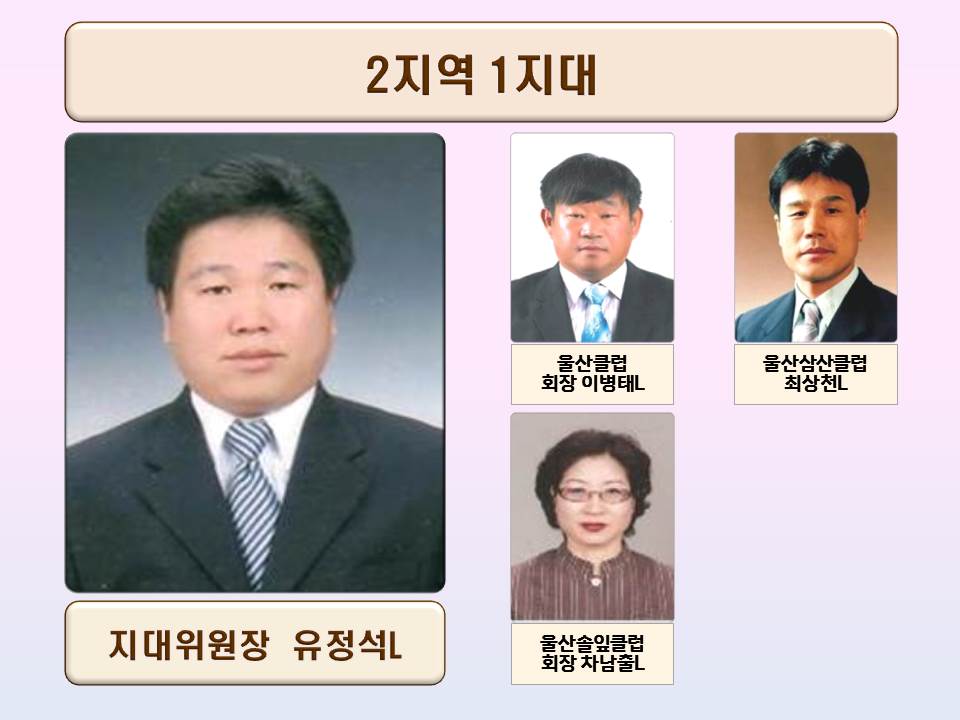 2지역 1지대
지대위원장 유정석L
울산클럽
회장 이병태L
울산삼산클럽
최상천L
울산솔잎클럽
회장 차남출L